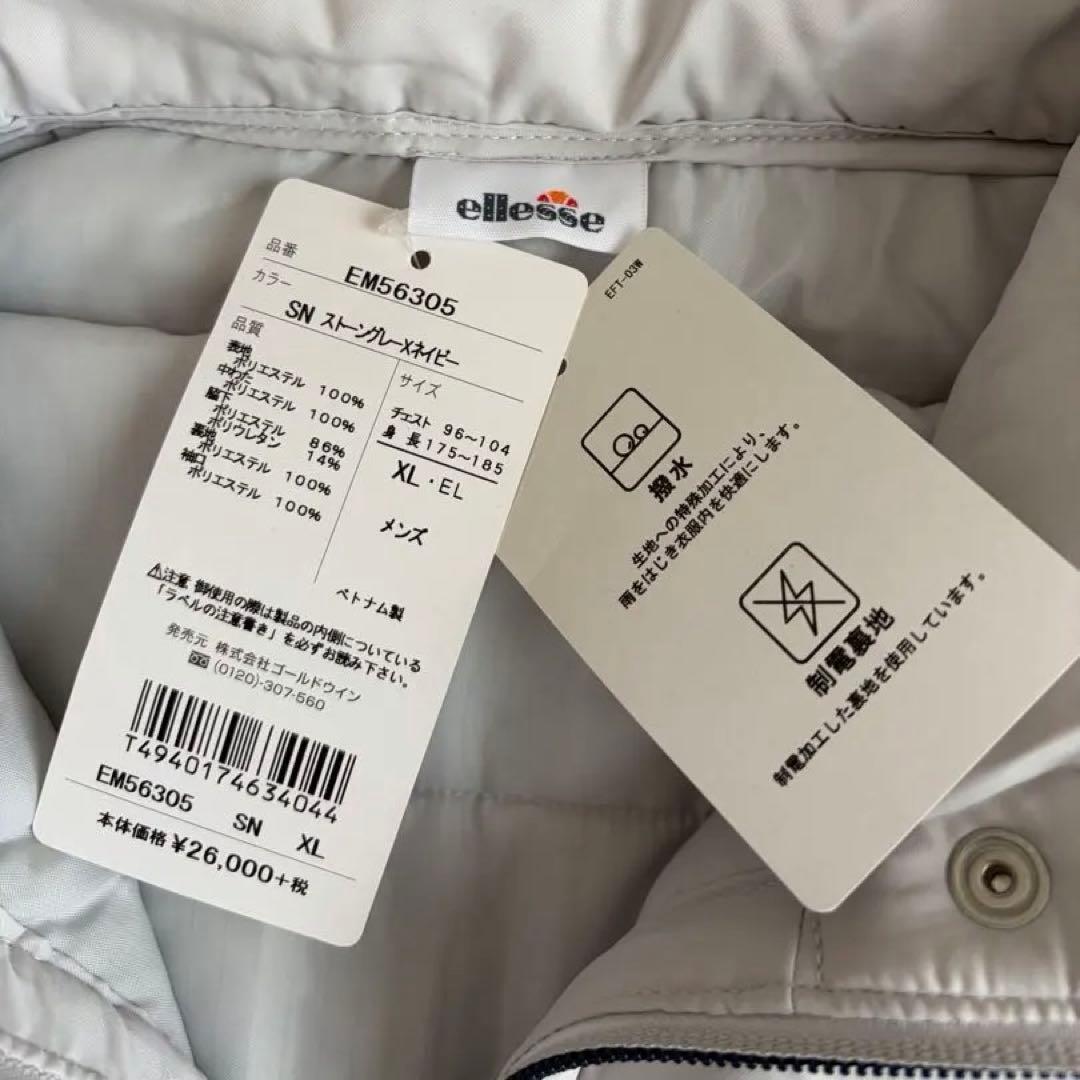 ellesse
品番
EM56305
カラー
SN ストーングレーXネイビー
品質
表地
ポリエステル 100%
中わた
ポリエステル 100%
脇下
ポリエステル 86%
ポリウレタン 14%
裏地
ポリエステル 100%
袖口
ポリエステル 100%
サイズ
チェスト 96〜104
身 長 175〜185
XL・EL
メンズ
ベトナム製
⚠注意 御使用の際は製品の内側についている
「ラベルの注意書き」を必ずお読み下さい。
発売元 株式会社ゴールドウイン
(0120)-307-560
T4940174634044
EM56305 SN XL
本体価格 ¥26,000+税
EFT-03W
撥水
生地への特殊加工により、
雨をはじき衣服内を快適にします。
制電裏地
制電加工した裏地を使用しています。